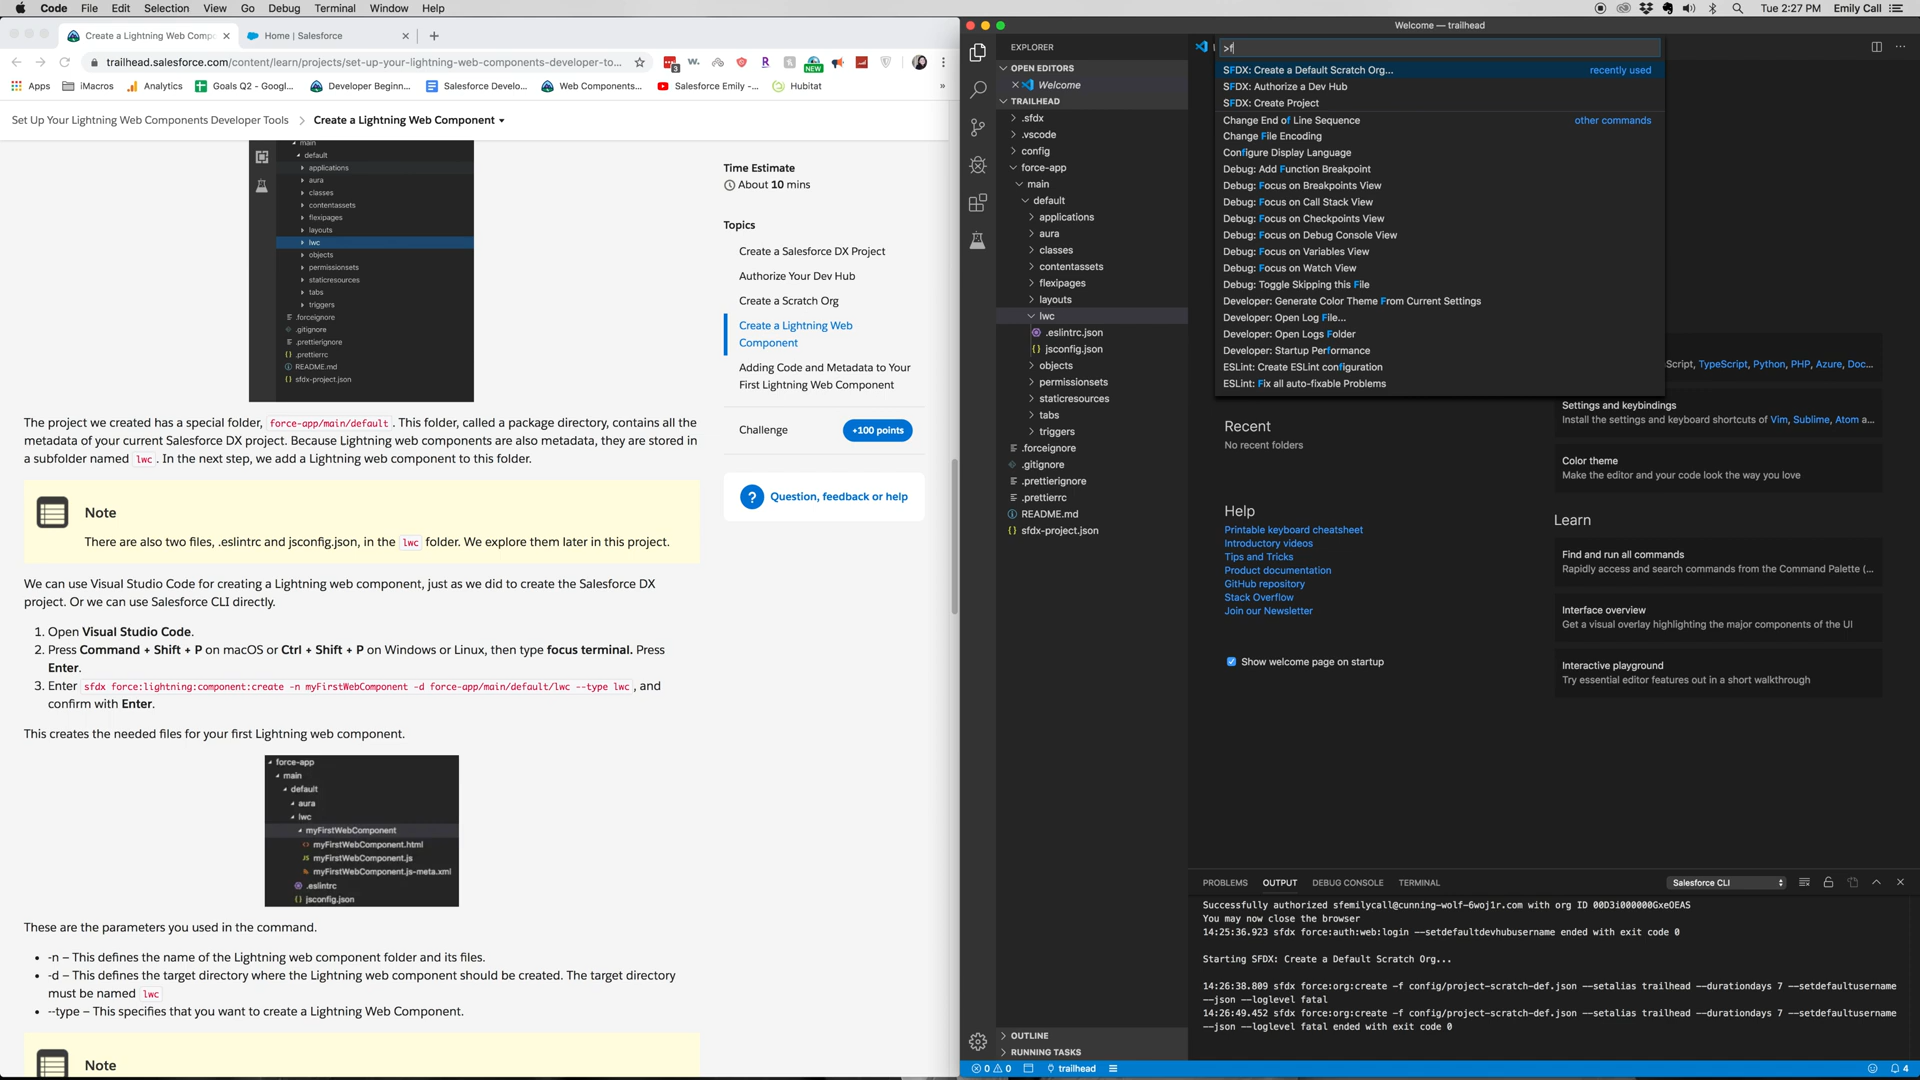 Code File Edit Selection View Go Debug Terminal Window Help
Tue 2:27 PM Emily Call
Create a Lightning Web Compo
Home | Salesforce
trailhead.salesforce.com/content/learn/projects/set-up-your-lightning-web-components-developer-to...
Apps iMacros Analytics Goals Q2 - Googl... Developer Beginn... Salesforce Develo... Web Components... Salesforce Emily -... Hubitat »
Set Up Your Lightning Web Components Developer Tools > Create a Lightning Web Component
main
default
applications
aura
classes
contentassets
flexipages
layouts
lwc
objects
permissionsets
staticresources
tabs
triggers
.forceignore
.gitignore
.prettierignore
.prettierrc
README.md
sfdx-project.json
The project we created has a special folder, force-app/main/default . This folder, called a package directory, contains all the
metadata of your current Salesforce DX project. Because Lightning web components are also metadata, they are stored in
a subfolder named lwc . In the next step, we add a Lightning web component to this folder.
Note
There are also two files, .eslintrc and jsconfig.json, in the lwc folder. We explore them later in this project.
We can use Visual Studio Code for creating a Lightning web component, just as we did to create the Salesforce DX
project. Or we can use Salesforce CLI directly.
1. Open Visual Studio Code.
2. Press Command + Shift + P on macOS or Ctrl + Shift + P on Windows or Linux, then type focus terminal. Press
Enter.
3. Enter sfdx force:lightning:component:create -n myFirstWebComponent -d force-app/main/default/lwc --type lwc , and
confirm with Enter.
This creates the needed files for your first Lightning web component.
force-app
main
default
aura
lwc
myFirstWebComponent
myFirstWebComponent.html
myFirstWebComponent.js
myFirstWebComponent.js-meta.xml
.eslintrc
jsconfig.json
These are the parameters you used in the command.
• -n – This defines the name of the Lightning web component folder and its files.
• -d – This defines the target directory where the Lightning web component should be created. The target directory
must be named lwc
• --type – This specifies that you want to create a Lightning Web Component.
Note
Time Estimate
About 10 mins
Topics
Create a Salesforce DX Project
Authorize Your Dev Hub
Create a Scratch Org
Create a Lightning Web
Component
Adding Code and Metadata to Your
First Lightning Web Component
Challenge +100 points
? Question, feedback or help
Welcome — trailhead
EXPLORER
OPEN EDITORS
Welcome
TRAILHEAD
.sfdx
.vscode
config
force-app
main
default
applications
aura
classes
contentassets
flexipages
layouts
lwc
.eslintrc.json
jsconfig.json
objects
permissionsets
staticresources
tabs
triggers
.forceignore
.gitignore
.prettierignore
.prettierrc
README.md
sfdx-project.json
OUTLINE
RUNNING TASKS
>f
SFDX: Create a Default Scratch Org... recently used
SFDX: Authorize a Dev Hub
SFDX: Create Project
Change End of Line Sequence other commands
Change File Encoding
Configure Display Language
Debug: Add Function Breakpoint
Debug: Focus on Breakpoints View
Debug: Focus on Call Stack View
Debug: Focus on Checkpoints View
Debug: Focus on Debug Console View
Debug: Focus on Variables View
Debug: Focus on Watch View
Debug: Toggle Skipping this File
Developer: Generate Color Theme From Current Settings
Developer: Open Log File...
Developer: Open Logs Folder
Developer: Startup Performance
ESLint: Create ESLint configuration
ESLint: Fix all auto-fixable Problems
Recent
No recent folders
Help
Printable keyboard cheatsheet
Introductory videos
Tips and Tricks
Product documentation
GitHub repository
Stack Overflow
Join our Newsletter
Show welcome page on startup
Script, TypeScript, Python, PHP, Azure, Doc...
Settings and keybindings
Install the settings and keyboard shortcuts of Vim, Sublime, Atom a...
Color theme
Make the editor and your code look the way you love
Learn
Find and run all commands
Rapidly access and search commands from the Command Palette (...
Interface overview
Get a visual overlay highlighting the major components of the UI
Interactive playground
Try essential editor features out in a short walkthrough
PROBLEMS OUTPUT DEBUG CONSOLE TERMINAL Salesforce CLI
Successfully authorized sfemilycall@cunning-wolf-6woj1r.com with org ID 00D3i000000GxeOEAS
You may now close the browser
14:25:36.923 sfdx force:auth:web:login --setdefaultdevhubusername ended with exit code 0
Starting SFDX: Create a Default Scratch Org...
14:26:38.809 sfdx force:org:create -f config/project-scratch-def.json --setalias trailhead --durationdays 7 --setdefaultusername
--json --loglevel fatal
14:26:49.452 sfdx force:org:create -f config/project-scratch-def.json --setalias trailhead --durationdays 7 --setdefaultusername
--json --loglevel fatal ended with exit code 0
0 0 trailhead 4